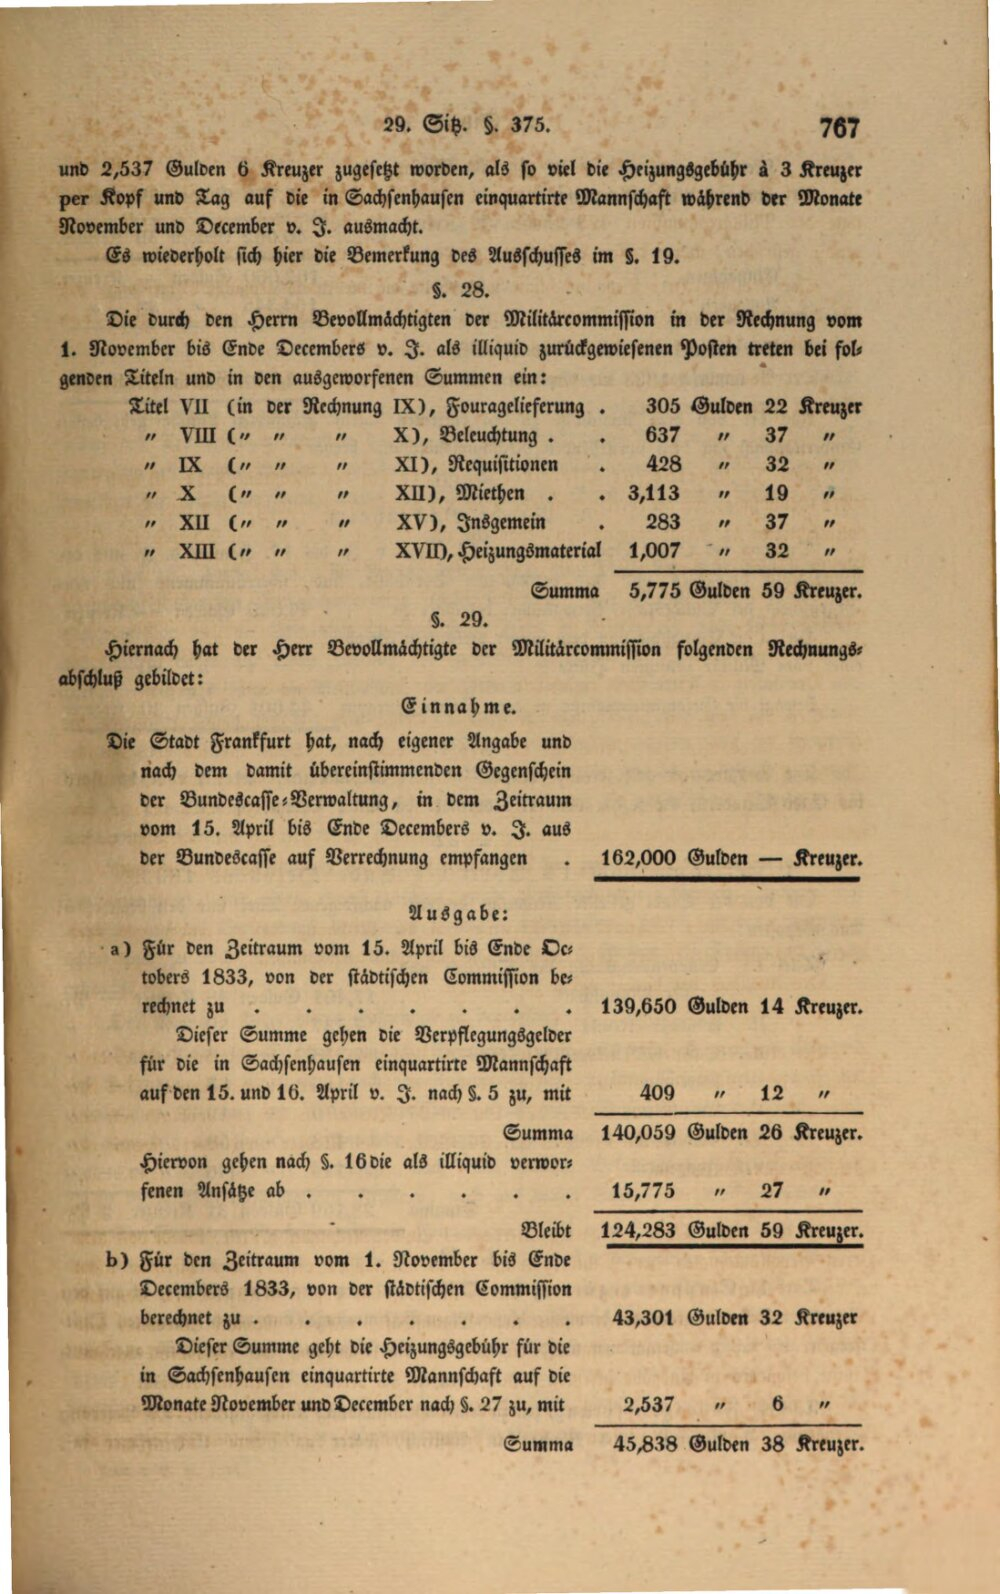 29. Sitz. §. 375.
767
und 2,537 Gulden 6 Kreuzer zugesetzt worden, als so viel die Heizungsgebühr à 3 Kreuzer
per Kopf und Tag auf die in Sachsenhausen einquartirte Mannschaft während der Monate
November und December v. J. ausmacht.
Es wiederholt sich hier die Bemerkung des Ausschusses im §. 19.
§. 28.
Die durch den Herrn Bevollmächtigten der Militärcommission in der Rechnung vom
1. November bis Ende Decembers v. J. als illiquid zurückgewiesenen Posten treten bei fol-
genden Titeln und in den ausgeworfenen Summen ein:
Titel VII (in der Rechnung IX), Fouragelieferung . 305 Gulden 22 Kreuzer
„ VIII („ „ „ X), Beleuchtung . . 637 „ 37 „
„ IX („ „ „ XI), Requisitionen . 428 „ 32 „
„ X („ „ „ XII), Miethen . . 3,113 „ 19 „
„ XII („ „ „ XV), Insgemein . 283 „ 37 „
„ XIII („ „ „ XVII), Heizungsmaterial 1,007 „ 32 „
Summa 5,775 Gulden 59 Kreuzer.
§. 29.
Hiernach hat der Herr Bevollmächtigte der Militärcommission folgenden Rechnungs-
abschluß gebildet:
Einnahme.
Die Stadt Frankfurt hat, nach eigener Angabe und
nach dem damit übereinstimmenden Gegenschein
der Bundescasse-Verwaltung, in dem Zeitraum
vom 15. April bis Ende Decembers v. J. aus
der Bundescasse auf Verrechnung empfangen . 162,000 Gulden — Kreuzer.
Ausgabe:
a) Für den Zeitraum vom 15. April bis Ende Oc-
tobers 1833, von der städtischen Commission be-
rechnet zu . . . . . . . 139,650 Gulden 14 Kreuzer.
Dieser Summe gehen die Verpflegungsgelder
für die in Sachsenhausen einquartirte Mannschaft
auf den 15. und 16. April v. J. nach §. 5 zu, mit 409 „ 12 „
Summa 140,059 Gulden 26 Kreuzer.
Hiervon gehen nach §. 16 die als illiquid verwor-
fenen Ansätze ab . . . . . . 15,775 „ 27 „
Bleibt 124,283 Gulden 59 Kreuzer.
b) Für den Zeitraum vom 1. November bis Ende
Decembers 1833, von der städtischen Commission
berechnet zu . . . . . . . 43,301 Gulden 32 Kreuzer
Dieser Summe geht die Heizungsgebühr für die
in Sachsenhausen einquartirte Mannschaft auf die
Monate November und December nach §. 27 zu, mit 2,537 „ 6 „
Summa 45,838 Gulden 38 Kreuzer.